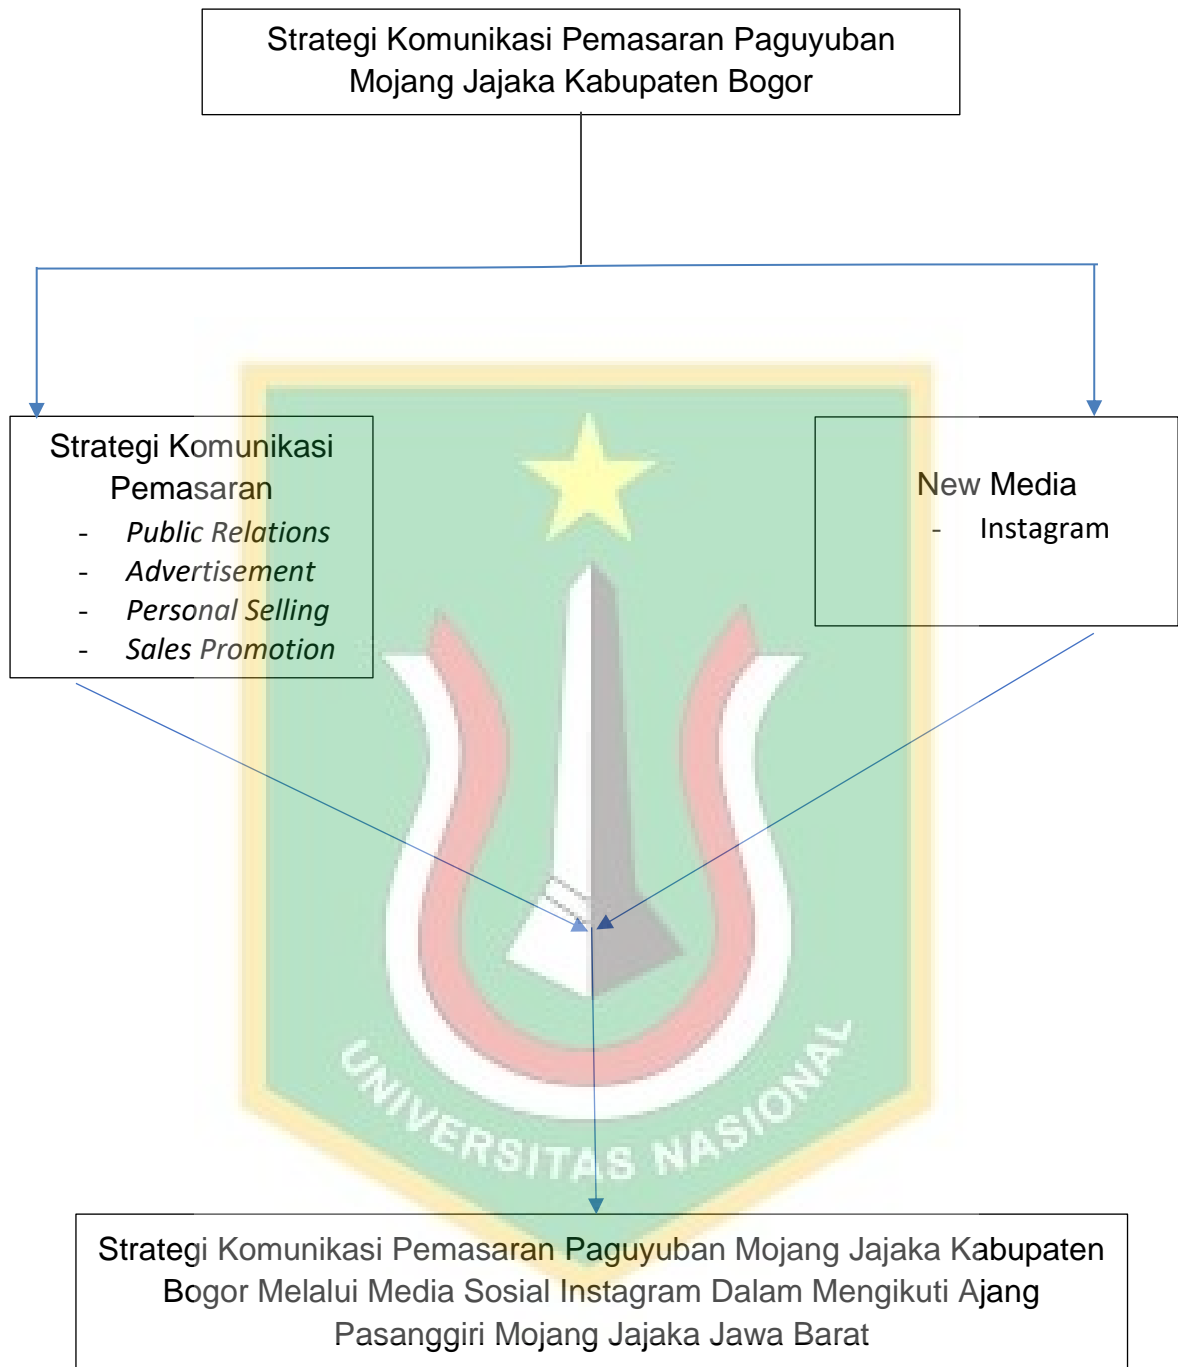 Strategi Komunikasi Pemasaran Paguyuban
Mojang Jajaka Kabupaten Bogor
Strategi Komunikasi
Pemasaran
- Public Relations
- Advertisement
- Personal Selling
- Sales Promotion
New Media
- Instagram
UNIVERSITAS NASIONAL
Strategi Komunikasi Pemasaran Paguyuban Mojang Jajaka Kabupaten
Bogor Melalui Media Sosial Instagram Dalam Mengikuti Ajang
Pasanggiri Mojang Jajaka Jawa Barat